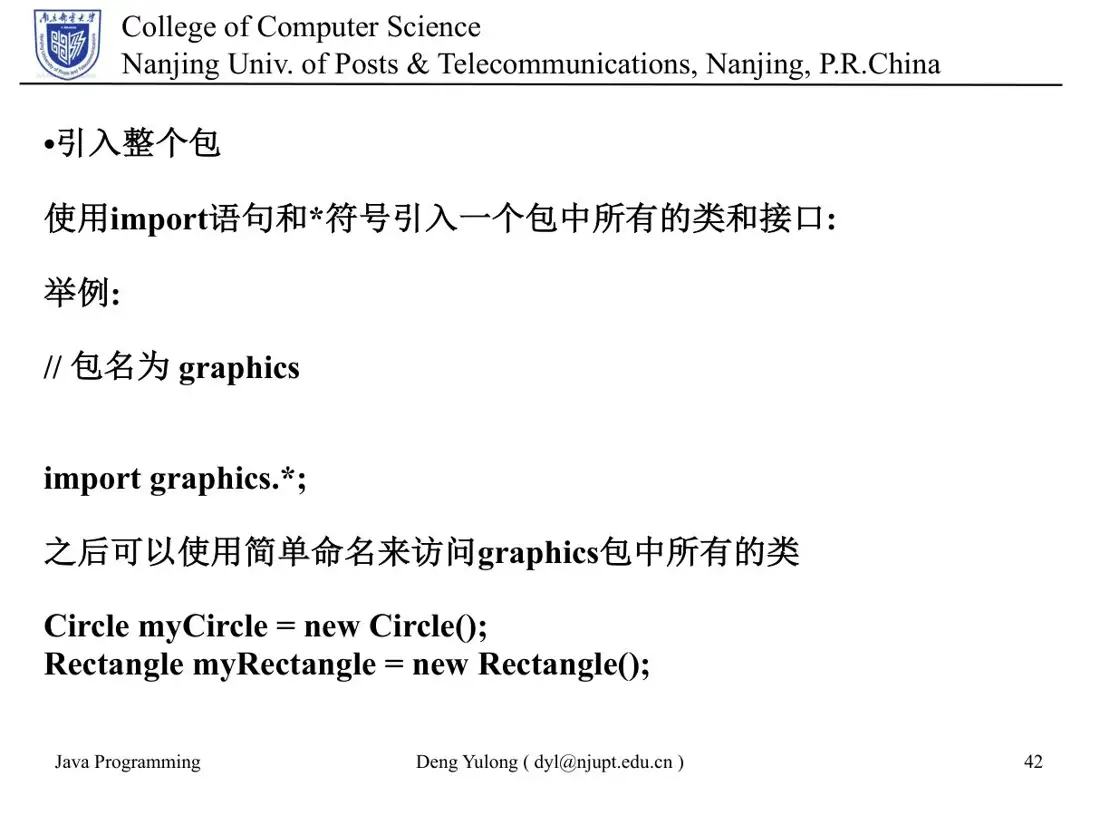 College of Computer Science
Nanjing Univ. of Posts & Telecommunications, Nanjing, P.R.China
•引入整个包
使用import语句和*符号引入一个包中所有的类和接口:
举例:
// 包名为 graphics
import graphics.*;
之后可以使用简单命名来访问graphics包中所有的类
Circle myCircle = new Circle();
Rectangle myRectangle = new Rectangle();
Java Programming
Deng Yulong ( dyl@njupt.edu.cn )
42